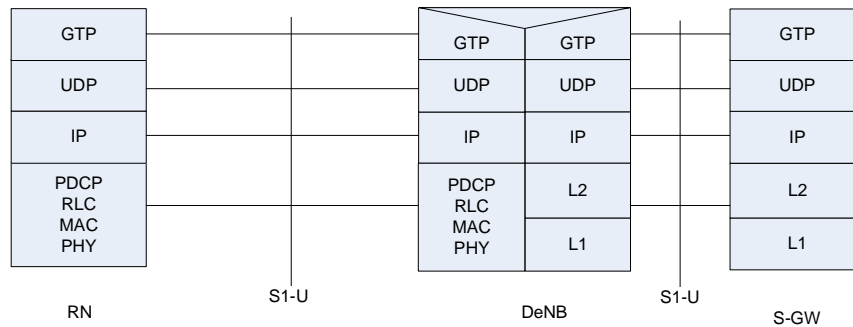 GTP
UDP
IP
PDCP
RLC
MAC
PHY
RN
S1-U
GTP
GTP
UDP
UDP
IP
IP
PDCP
RLC
MAC
PHY
L2
L1
DeNB
S1-U
GTP
UDP
IP
L2
L1
S-GW